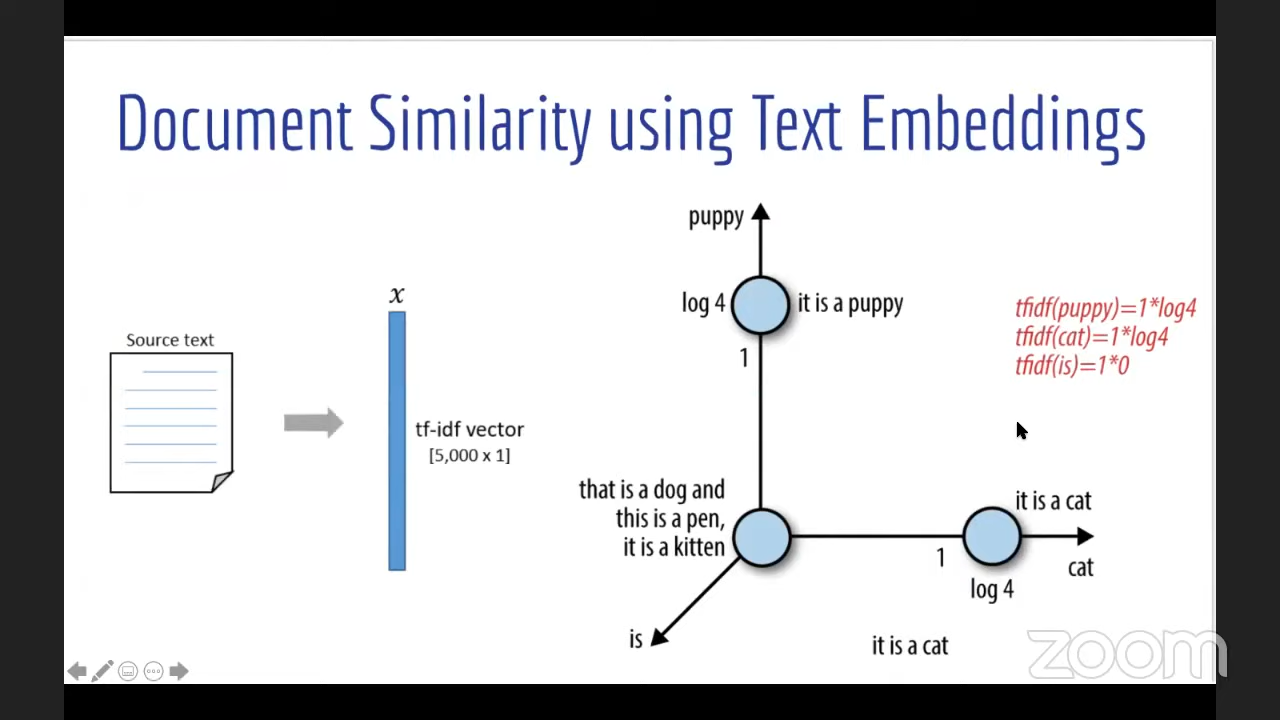 Document Similarity using Text Embeddings
puppy
log 4
it is a puppy
1
tfidf(puppy)=1*log4
tfidf(cat)=1*log4
tfidf(is)=1*0
x
Source text
tf-idf vector
[5,000 x 1]
that is a dog and
this is a pen,
it is a kitten
it is a cat
1
cat
log 4
is
it is a cat
zoom